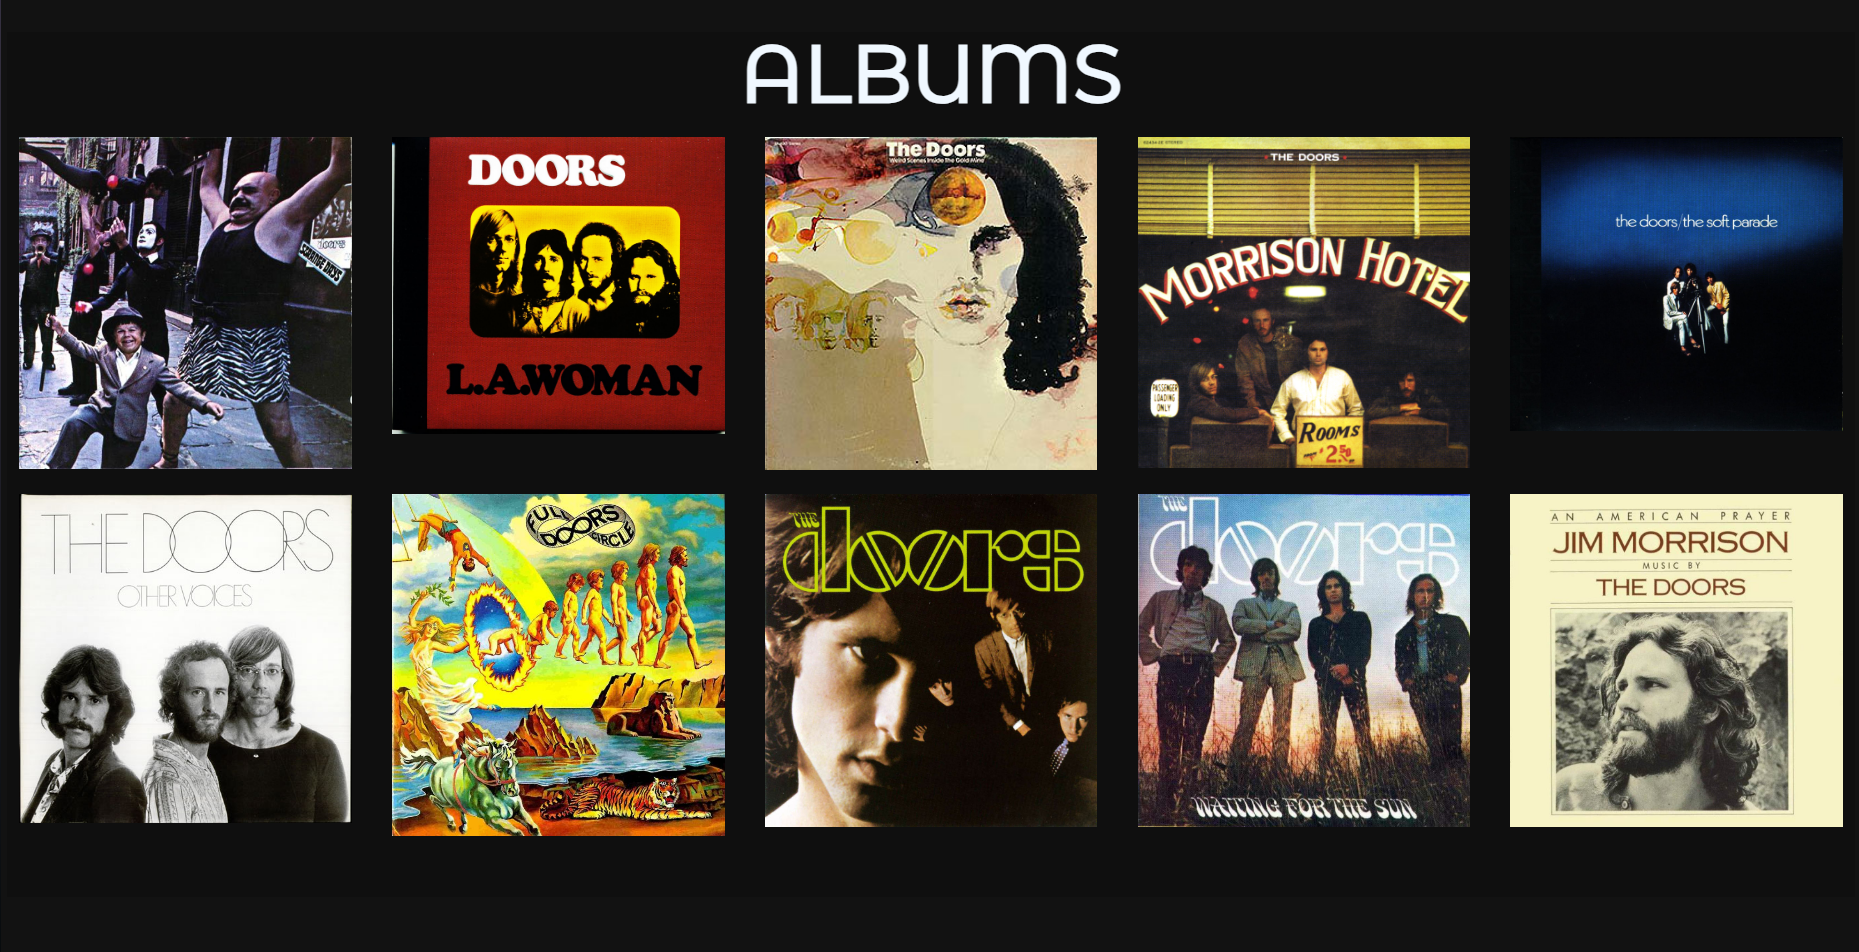 ALBUMS
doors
STRANGE DAYS
DOORS
L.A.WOMAN
The Doors
Weird Scenes Inside The Gold Mine
THE DOORS
MORRISON HOTEL
PASSENGER
LOADING
ONLY
ROOMS
2.50
the doors/the soft parade
THE DOORS
OTHER VOICES
FULL
DOORS
CIRCLE
THE
doors
THE
doors
WAITING FOR THE SUN
AN AMERICAN PRAYER
JIM MORRISON
MUSIC BY
THE DOORS